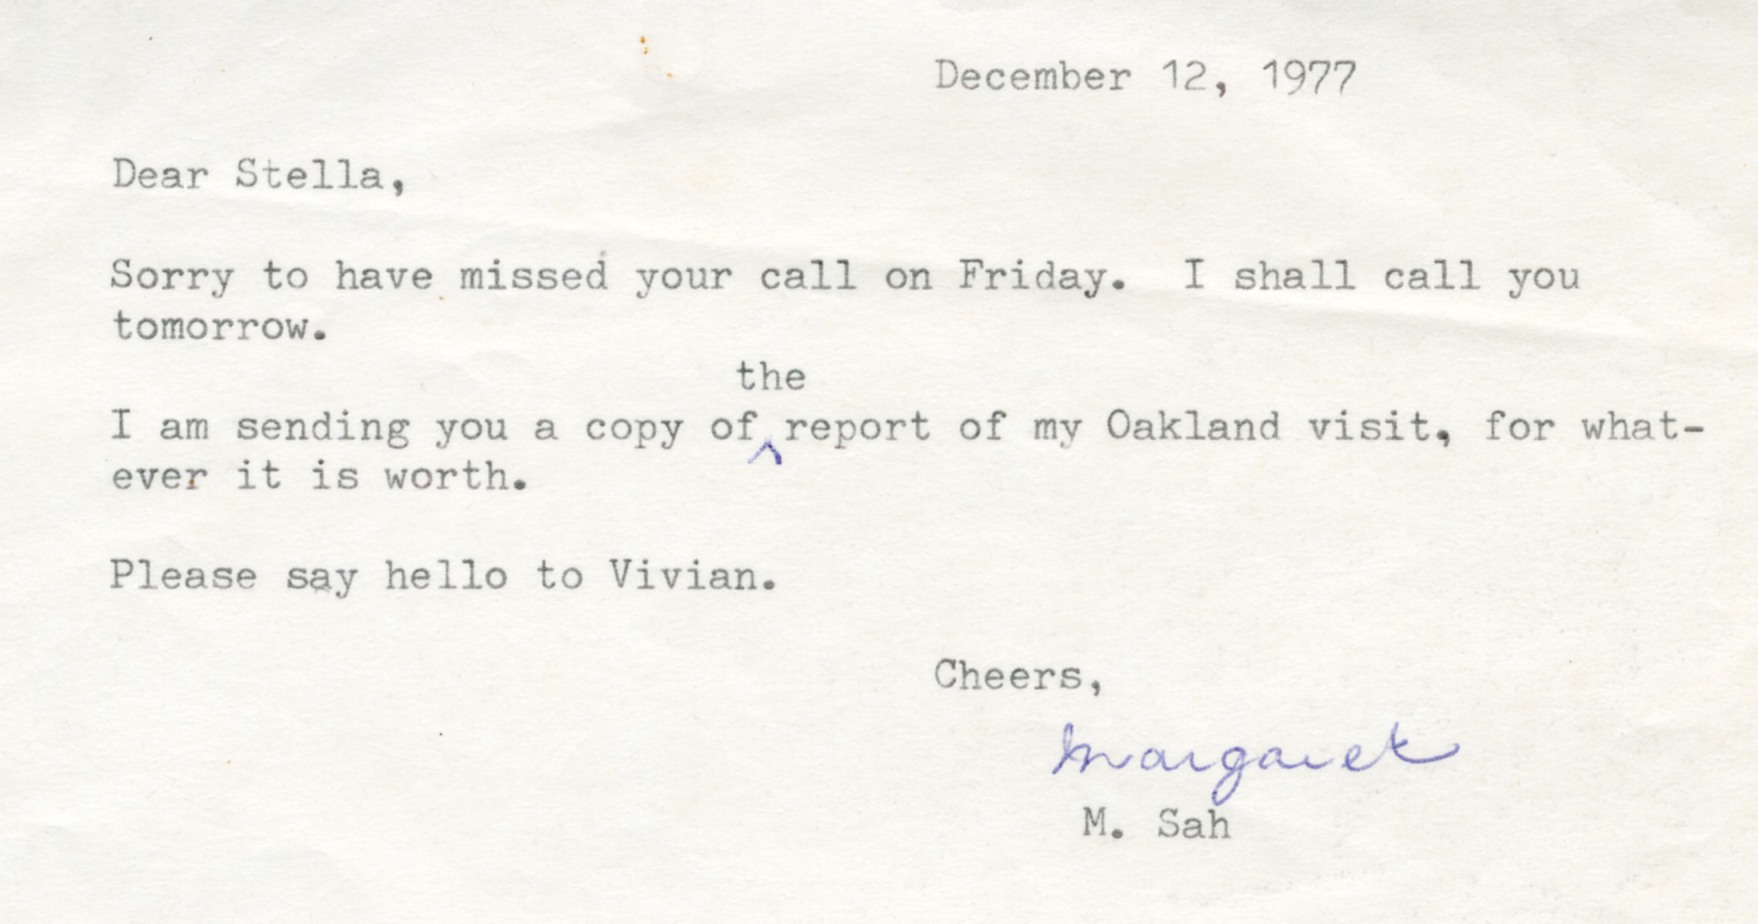 December 12, 1977
Dear Stella,
Sorry to have missed your call on Friday. I shall call you
tomorrow.
the
I am sending you a copy of ^ report of my Oakland visit, for what-
ever it is worth.
Please say hello to Vivian.
Cheers,
Margaret
M. Sah